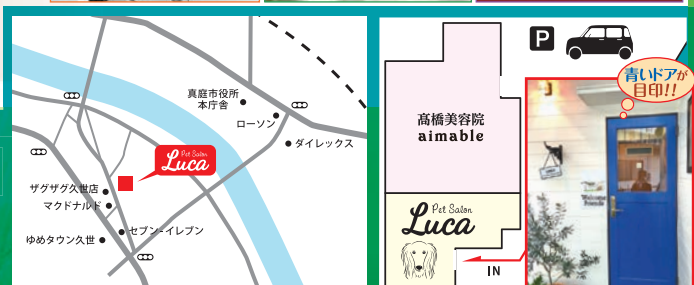 真庭市役所
本庁舎
ローソン
ダイレックス
Pet Salon
Luca
ザグザグ久世店
マクドナルド
セブン-イレブン
ゆめタウン久世
P
青いドアが
目印!!
髙橋美容院
aimable
Pet Salon
Luca
IN
Welcome
Friends